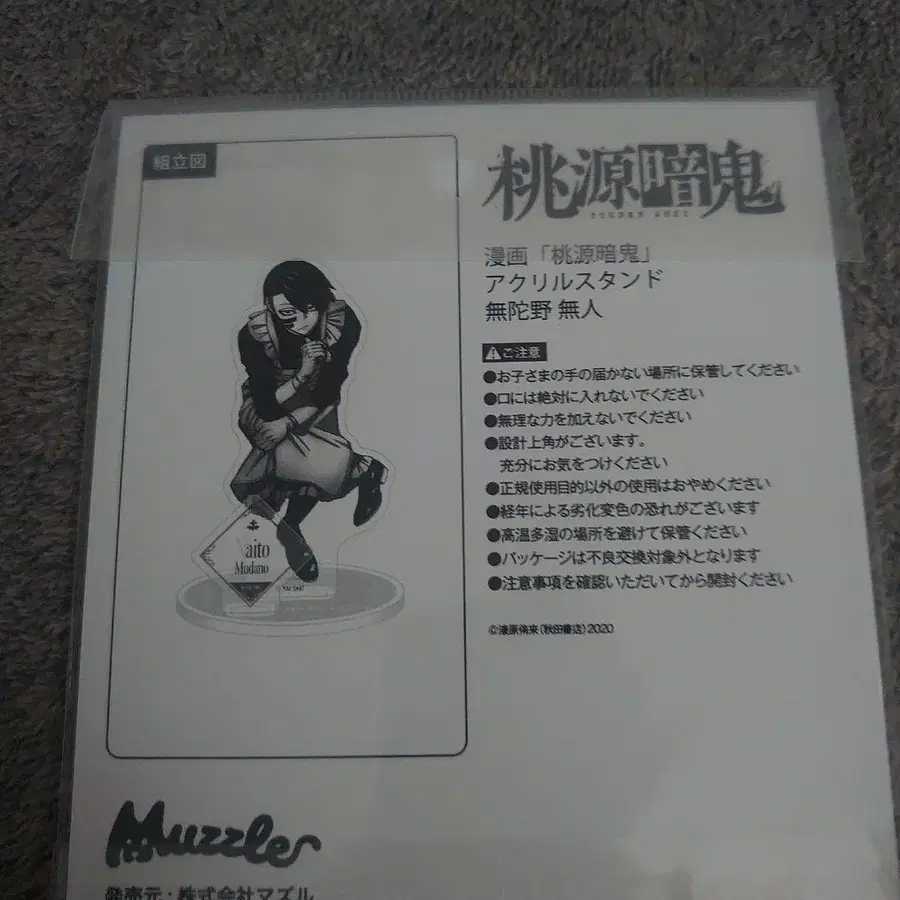 組立図
桃源暗鬼
漫画「桃源暗鬼」
アクリルスタンド
無陀野 無人
ご注意
●お子さまの手の届かない場所に保管してください
●口には絶対に入れないでください
●無理な力を加えないでください
●設計上角がございます。
充分にお気をつけください
●正規使用目的以外の使用はおやめください
●経年による劣化変色の恐れがございます
●高温多湿の場所を避けて保管ください
●パッケージは不良交換対象外となります
●注意事項を確認いただいてから開封ください
©漆原侑来(秋田書店)2020
Naito
Mudano
Muzzle
発売元:株式会社マズル